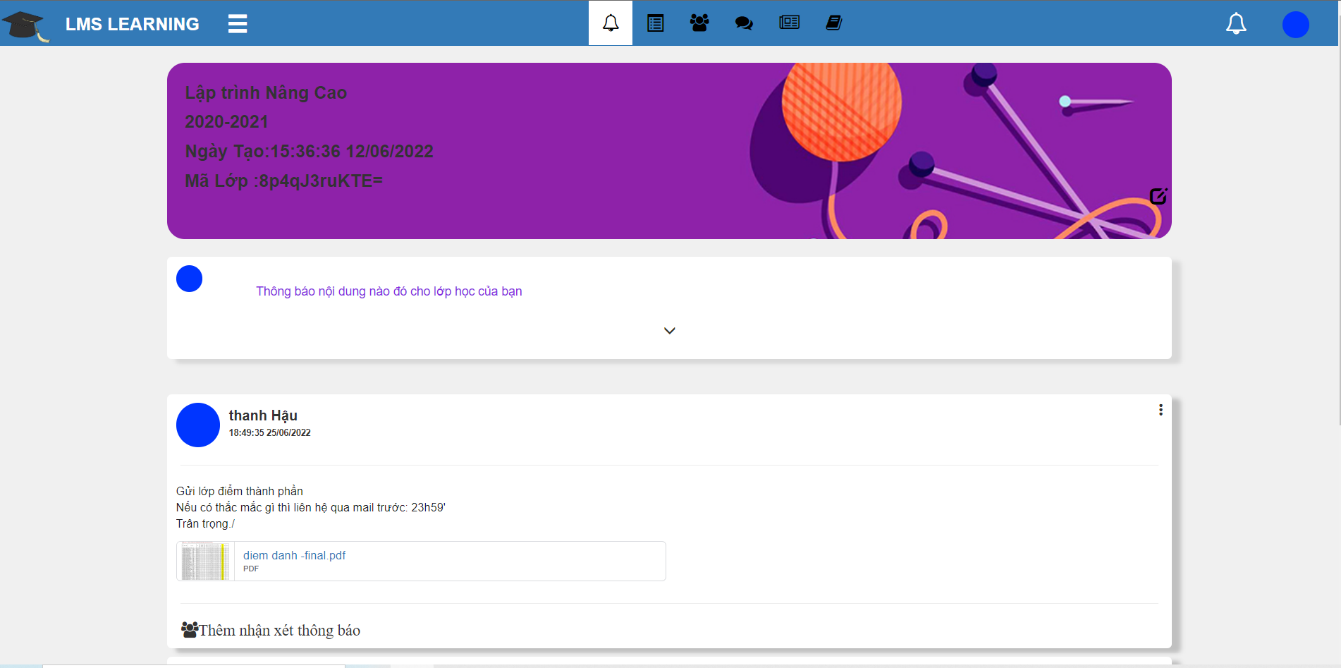 LMS LEARNING
Lập trình Nâng Cao
2020-2021
Ngày Tạo:15:36:36 12/06/2022
Mã Lớp :8p4qJ3ruKTE=
Thông báo nội dung nào đó cho lớp học của bạn
thanh Hậu
18:49:35 25/06/2022
Gửi lớp điểm thành phần
Nếu có thắc mắc gì thì liên hệ qua mail trước: 23h59'
Trân trọng./
diem danh -final.pdf
PDF
Thêm nhận xét thông báo